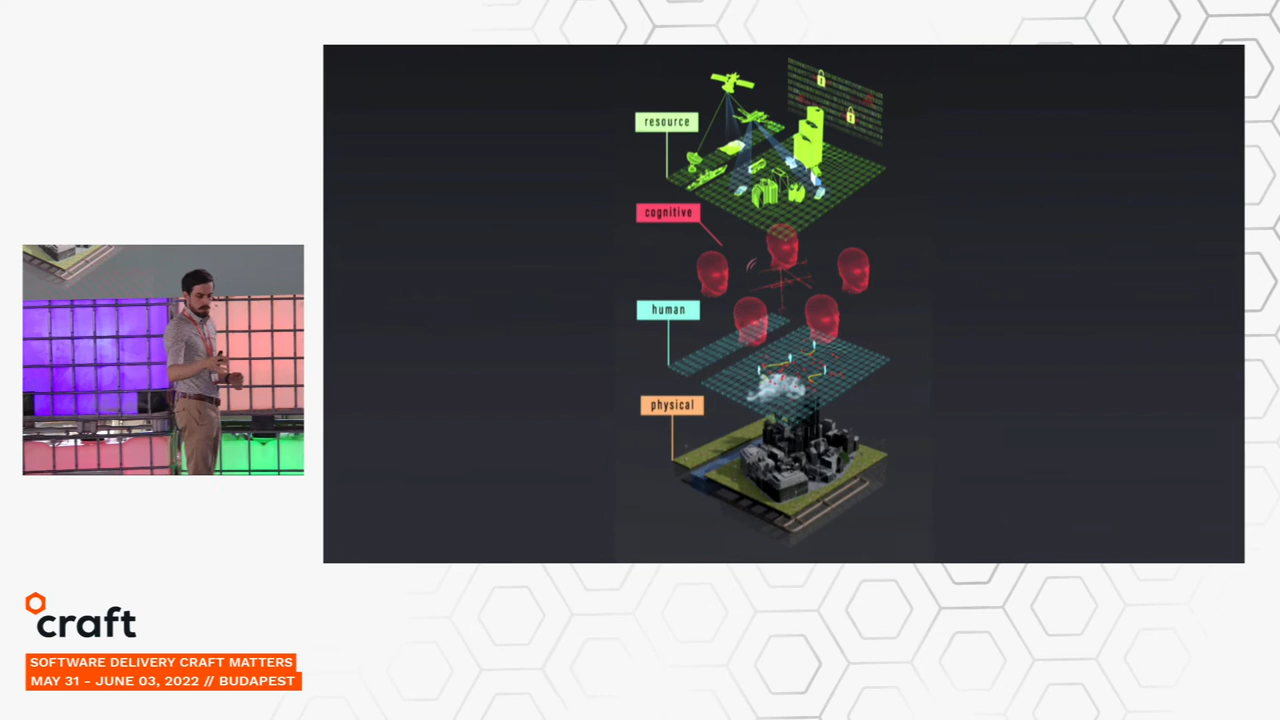 resource
cognitive
human
physical
craft
SOFTWARE DELIVERY CRAFT MATTERS
MAY 31 - JUNE 03, 2022 // BUDAPEST